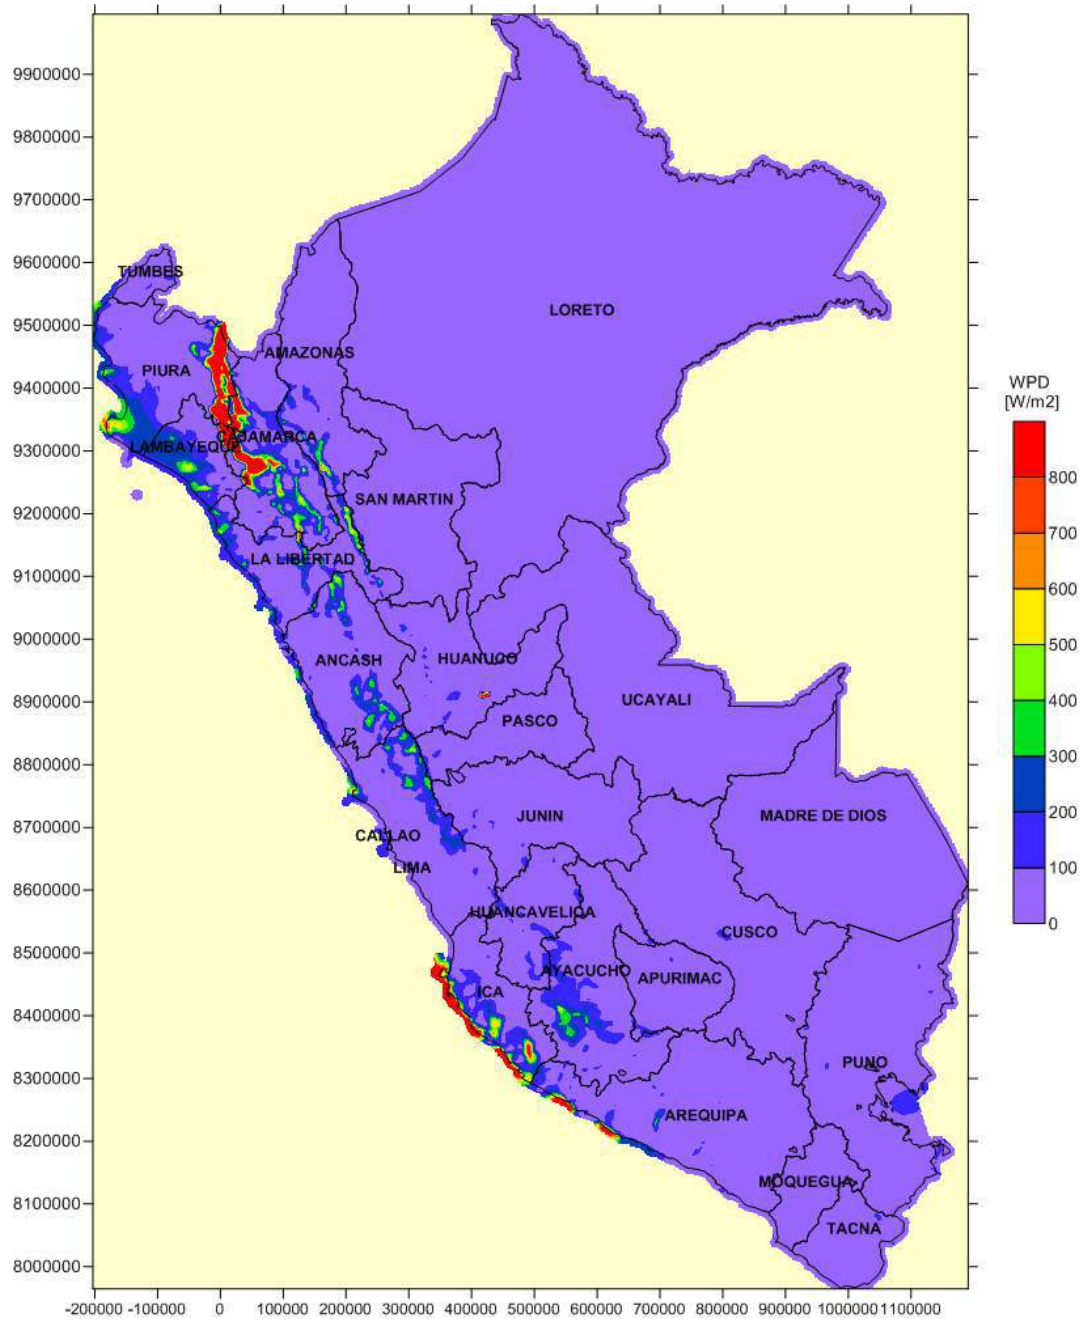 9900000
9800000
9700000
9600000
9500000
9400000
9300000
9200000
9100000
9000000
8900000
8800000
8700000
8600000
8500000
8400000
8300000
8200000
8100000
8000000
TUMBES
LORETO
AMAZONAS
PIURA
CAJAMARCA
LAMBAYEQUE
SAN MARTIN
LA LIBERTAD
ANCASH
HUANUCO
UCAYALI
PASCO
JUNIN
MADRE DE DIOS
CALLAO
LIMA
HUANCAVELICA
CUSCO
AYACUCHO
APURIMAC
ICA
PUNO
AREQUIPA
MOQUEGUA
TACNA
WPD
[W/m2]
800
700
600
500
400
300
200
100
0
-200000 -100000 0 100000 200000 300000 400000 500000 600000 700000 800000 900000 1000000 1100000